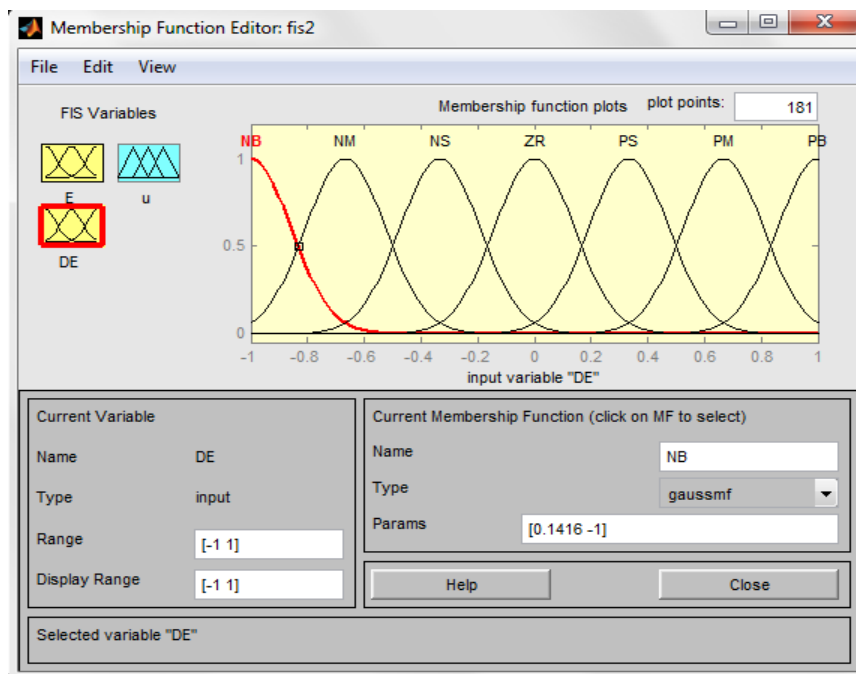 Membership Function Editor: fis2
File Edit View
FIS Variables
Membership function plots plot points: 181
NB NM NS ZR PS PM PB
E u
DE
1
0.5
0
-1 -0.8 -0.6 -0.4 -0.2 0 0.2 0.4 0.6 0.8 1
input variable "DE"
Current Variable
Name DE
Type input
Range [-1 1]
Display Range [-1 1]
Current Membership Function (click on MF to select)
Name NB
Type gaussmf
Params [0.1416 -1]
Help Close
Selected variable "DE"